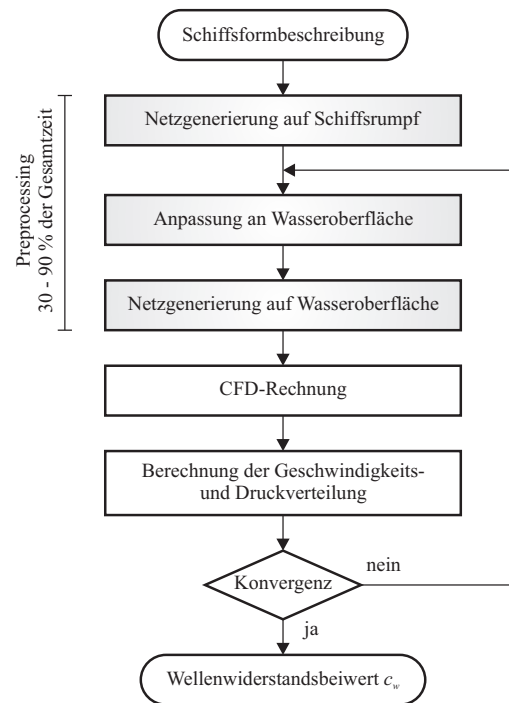 Schiffsformbeschreibung
Netzgenerierung auf Schiffsrumpf
Preprocessing
30 - 90 % der Gesamtzeit
Anpassung an Wasseroberfläche
Netzgenerierung auf Wasseroberfläche
CFD-Rechnung
Berechnung der Geschwindigkeits-
und Druckverteilung
Konvergenz
nein
ja
Wellenwiderstandsbeiwert c_w